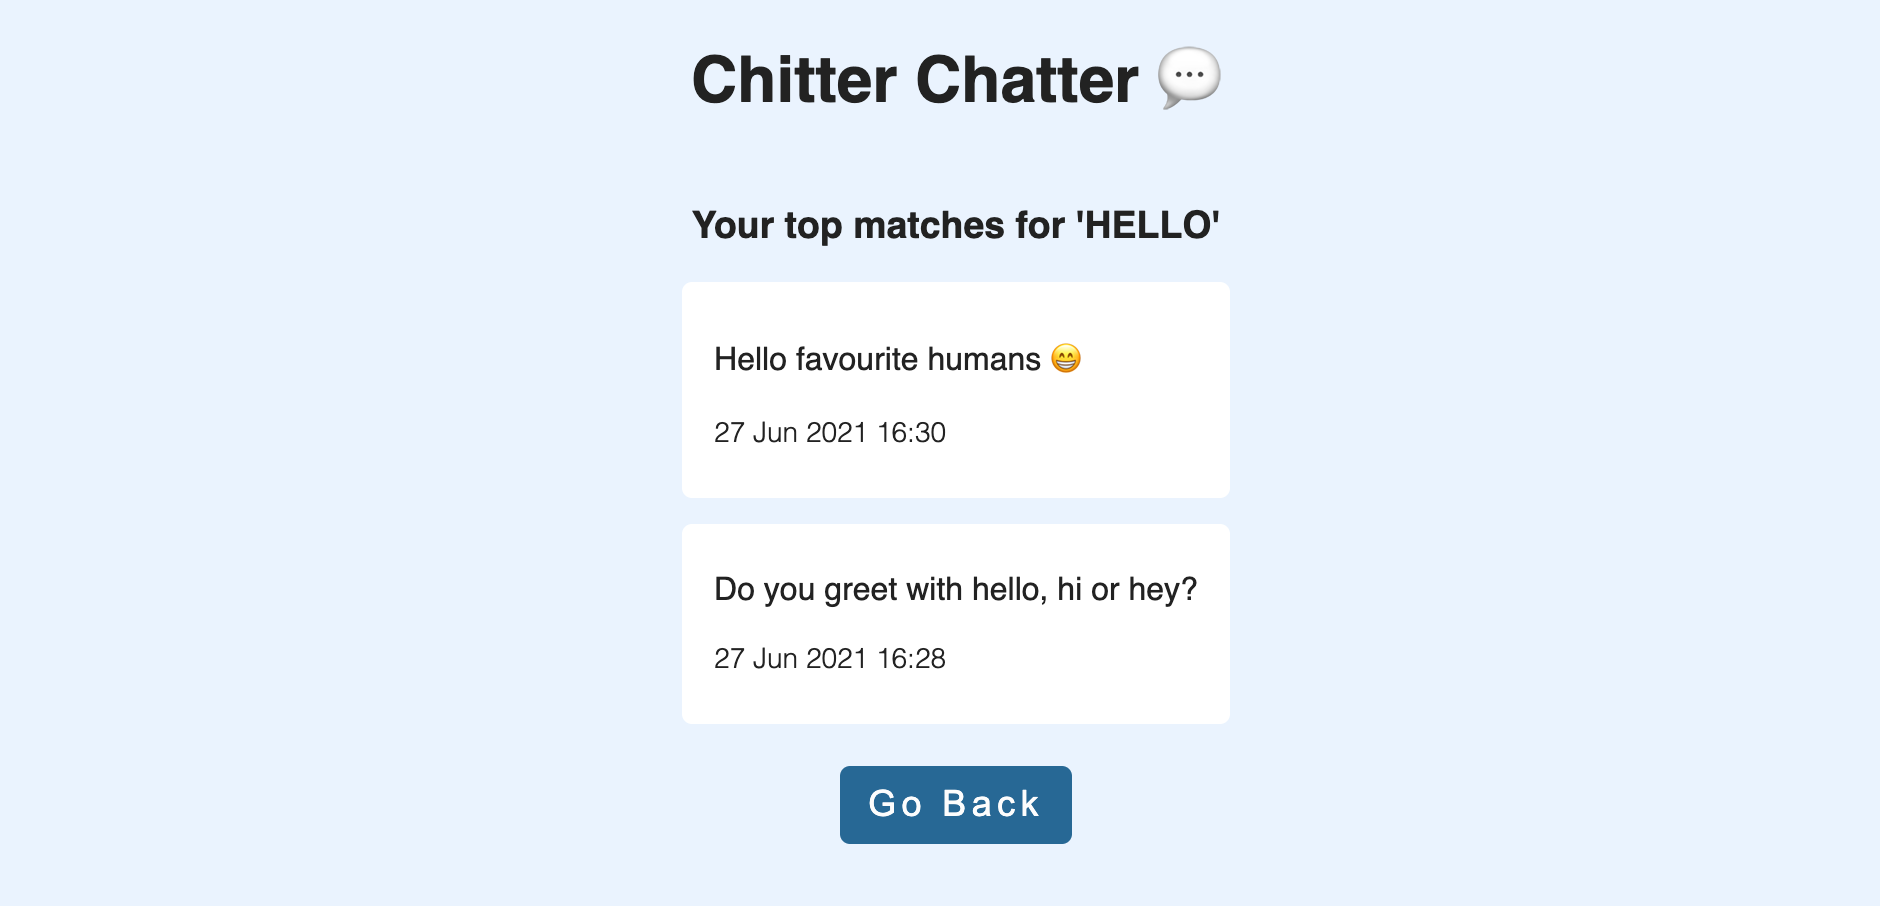 Chitter Chatter 💬
Your top matches for 'HELLO'
Hello favourite humans 😁
27 Jun 2021 16:30
Do you greet with hello, hi or hey?
27 Jun 2021 16:28
Go Back